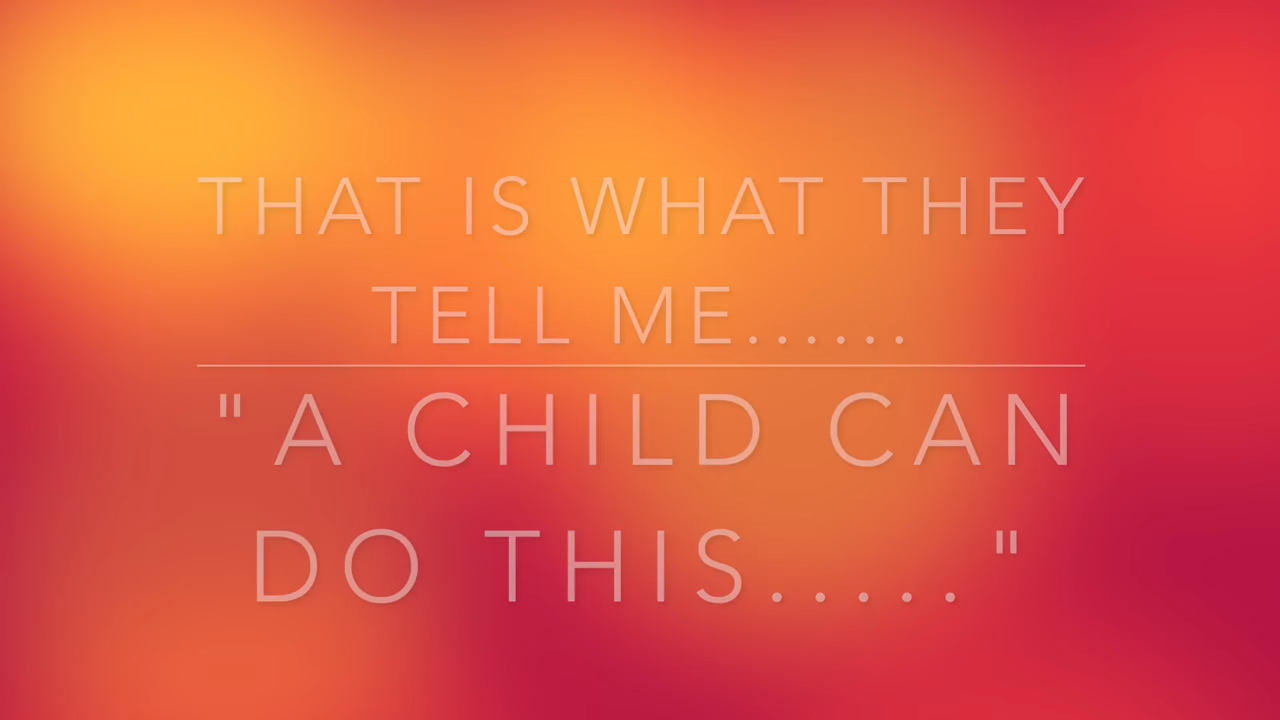 THAT IS WHAT THEY
TELL ME......
"A CHILD CAN
DO THIS....."